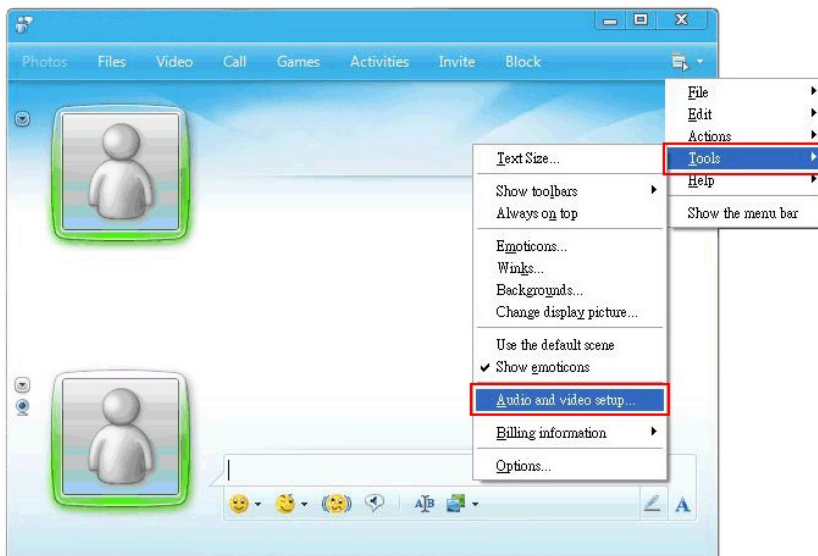 Photos Files Video Call Games Activities Invite Block
File
Edit
Actions
Tools
Help
Show the menu bar
Text Size...
Show toolbars
Always on top
Emoticons...
Winks...
Backgrounds...
Change display picture...
Use the default scene
Show emoticons
Audio and video setup...
Billing information
Options...